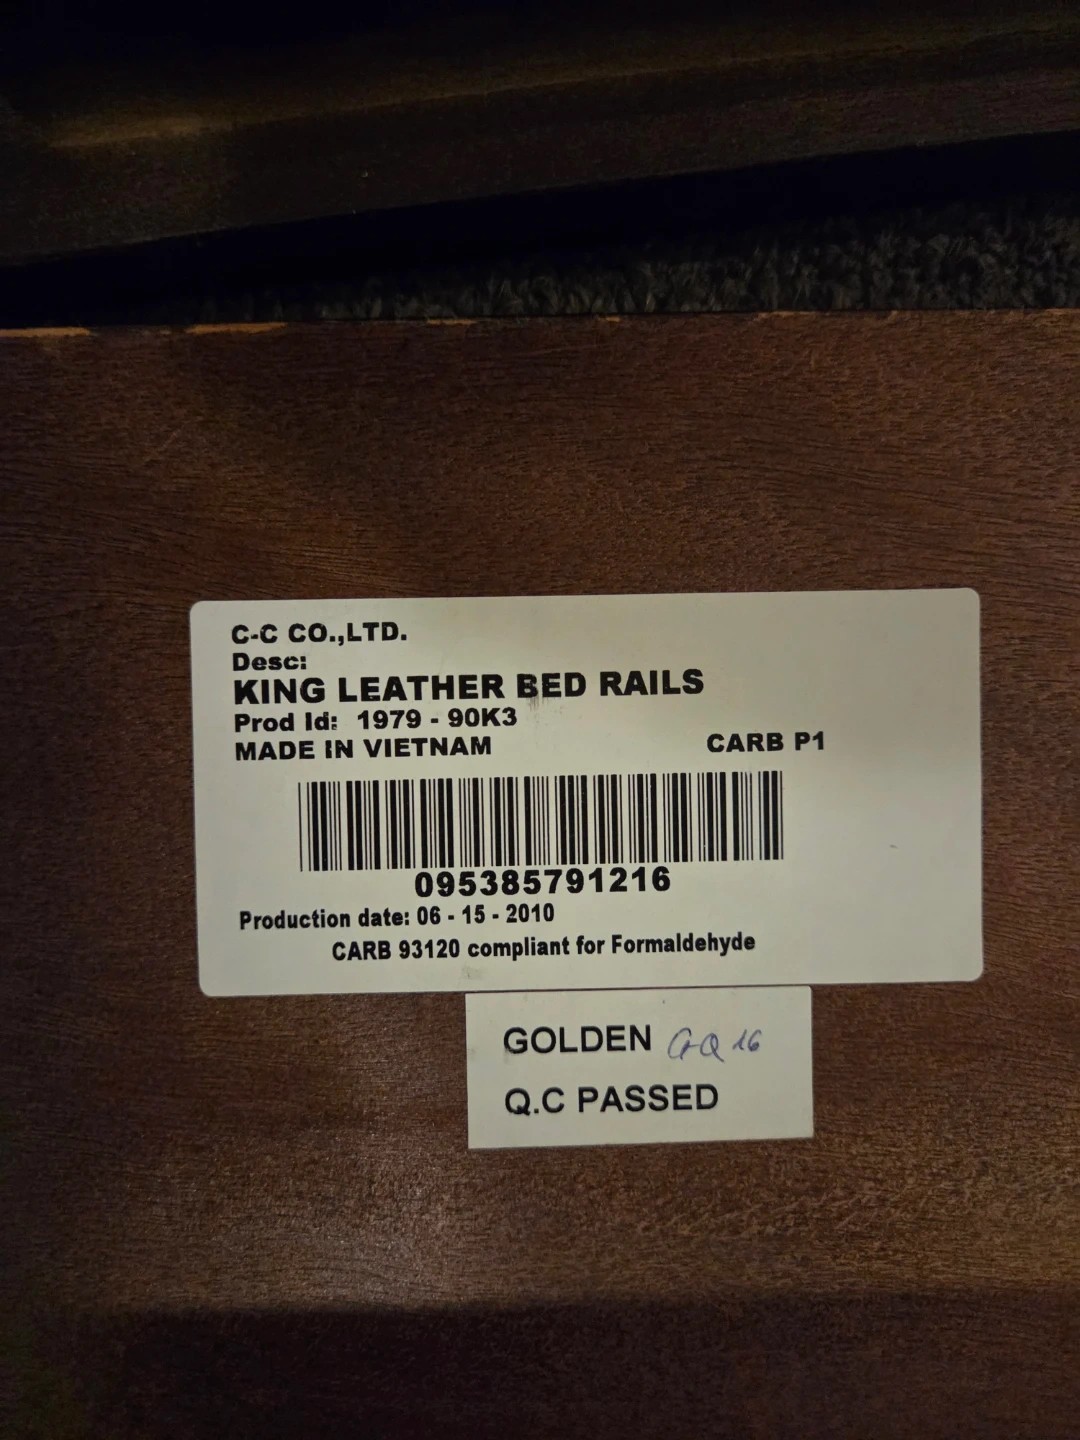 C-C CO.,LTD.
Desc:
KING LEATHER BED RAILS
Prod Id: 1979 - 90K3
MADE IN VIETNAM CARB P1
095385791216
Production date: 06 - 15 - 2010
CARB 93120 compliant for Formaldehyde
GOLDEN GQ 16
Q.C PASSED